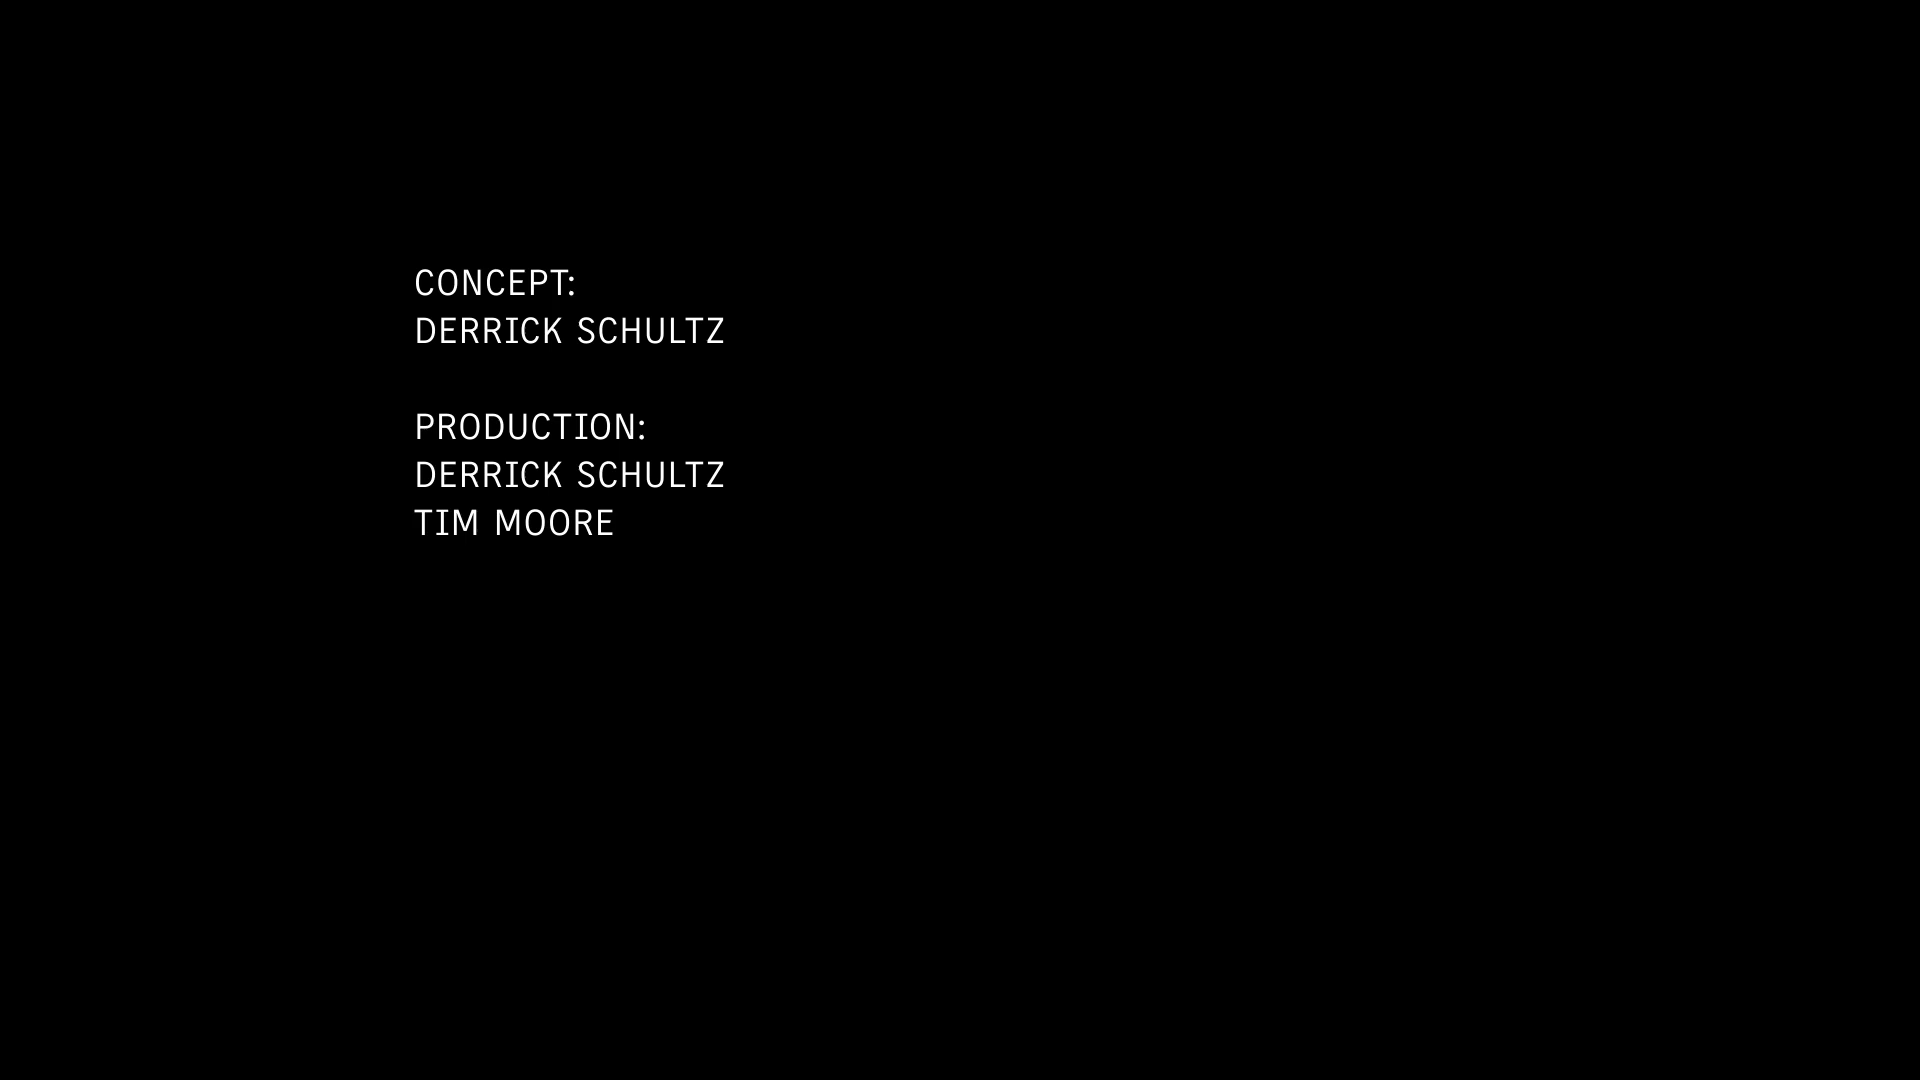 CONCEPT:
DERRICK SCHULTZ
PRODUCTION:
DERRICK SCHULTZ
TIM MOORE